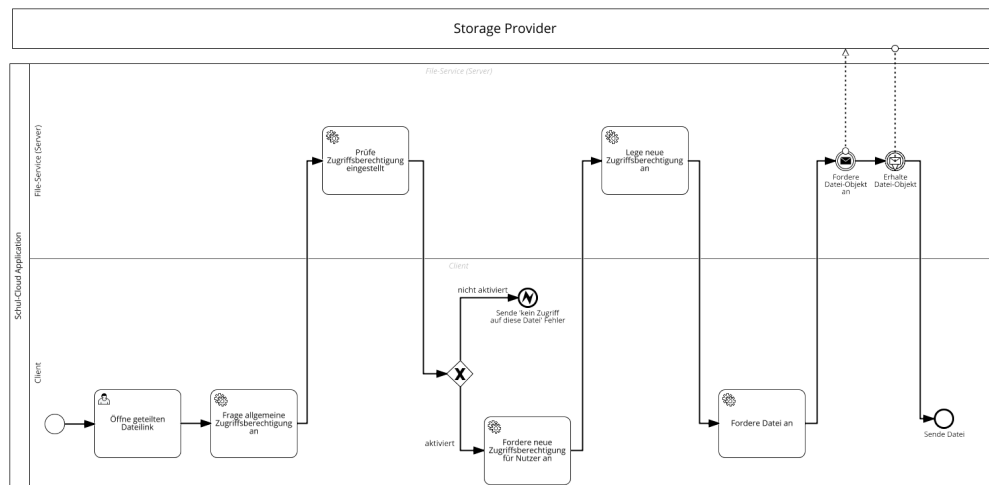 Storage Provider
File-Service (Server)
Schul-Cloud Application
File-Service (Server)
Prüfe
Zugriffsberechtigung
eingestellt
Lege neue
Zugriffsberechtigung
an
Fordere
Datei-Objekt
an
Erhalte
Datei-Objekt
Client
Client
nicht aktiviert
Sende 'kein Zugriff
auf diese Datei' Fehler
Öffne geteilten
Dateilink
Frage allgemeine
Zugriffsberechtigung
an
aktiviert
Fordere neue
Zugriffsberechtigung
für Nutzer an
Fordere Datei an
Sende Datei